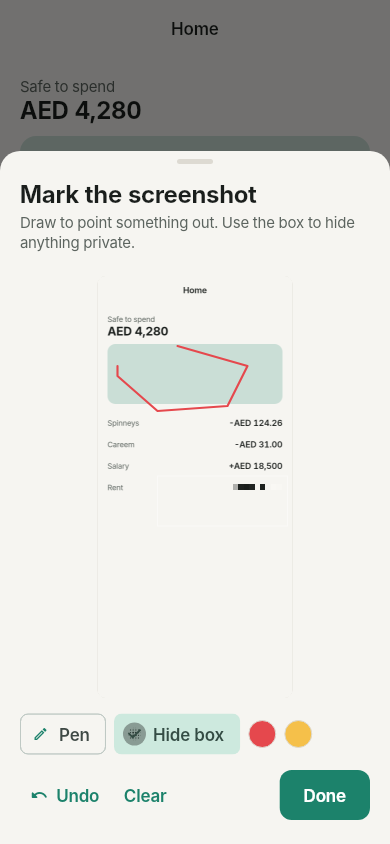 Home
Safe to spend
AED 4,280
Mark the screenshot
Draw to point something out. Use the box to hide
anything private.
Home
Safe to spend
AED 4,280
Spinneys -AED 124.26
Careem -AED 31.00
Salary +AED 18,500
Rent
Pen Hide box
Undo Clear Done